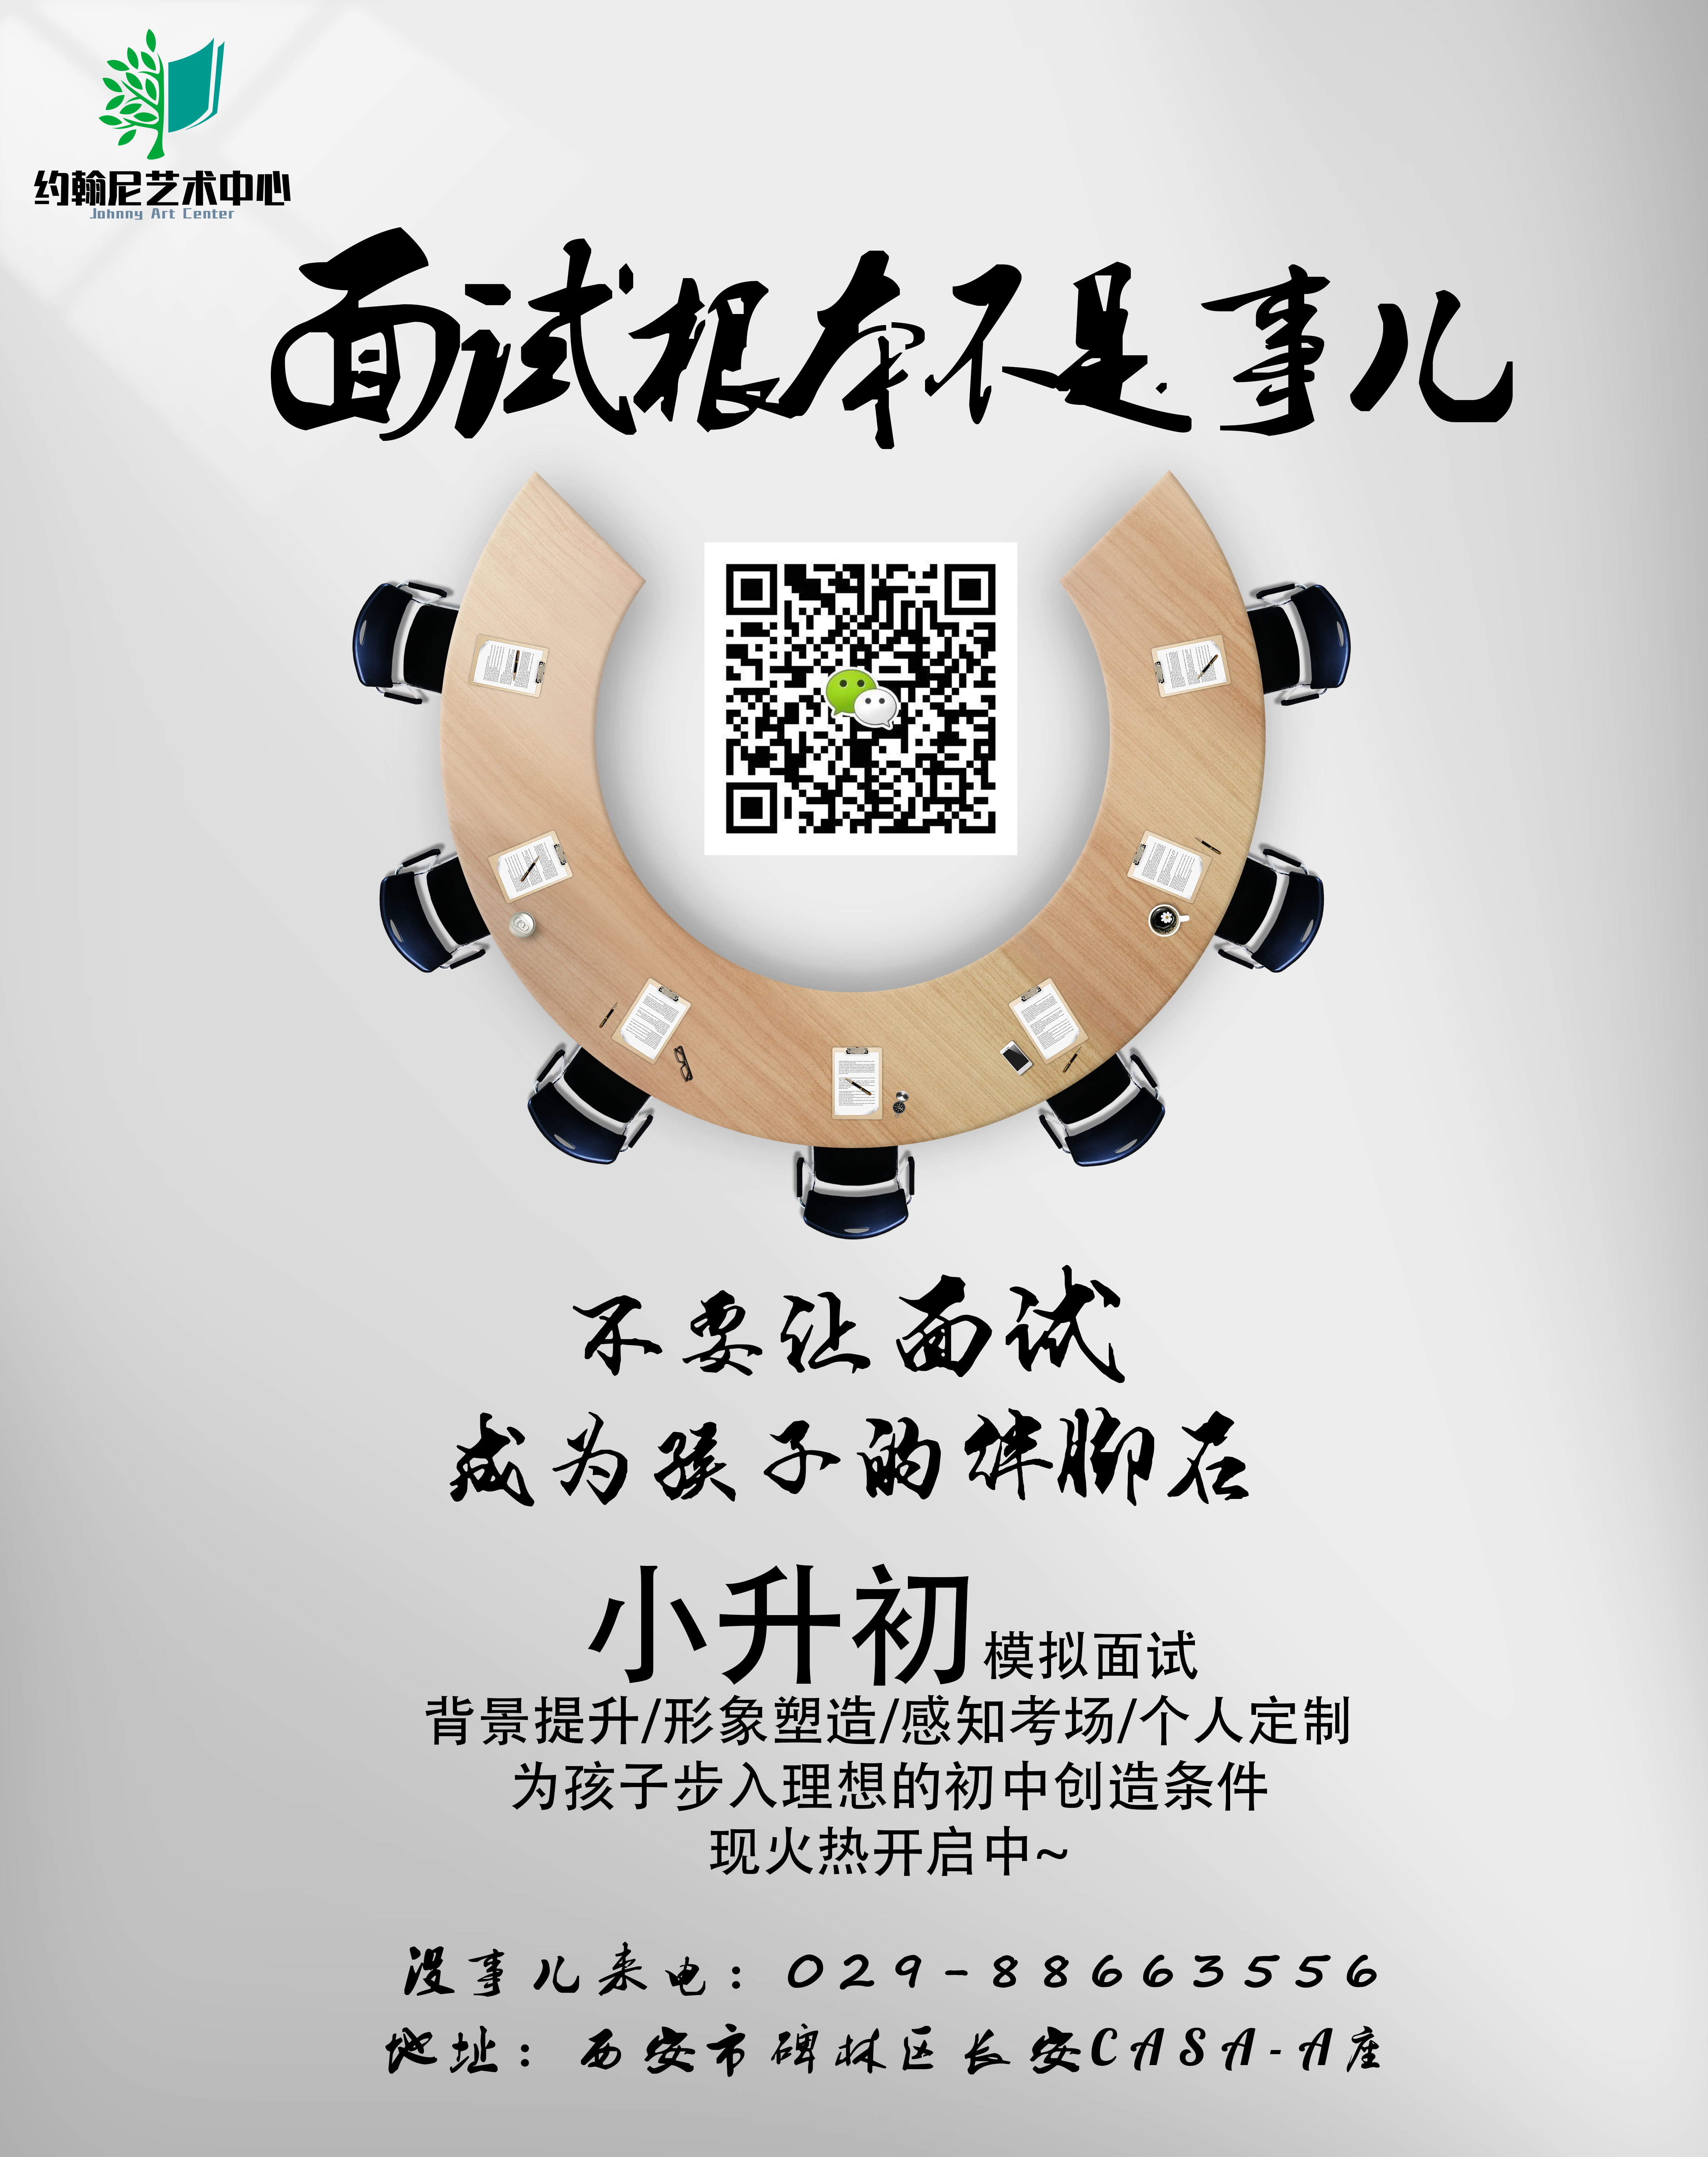 约翰尼艺术中心
Johnny Art Center
面试根本不是事儿
不要让面试
成为孩子的绊脚石
小升初模拟面试
背景提升/形象塑造/感知考场/个人定制
为孩子步入理想的初中创造条件
现火热开启中~
没事儿来电：029-88663556
地址：西安市碑林区长安CASA-A座